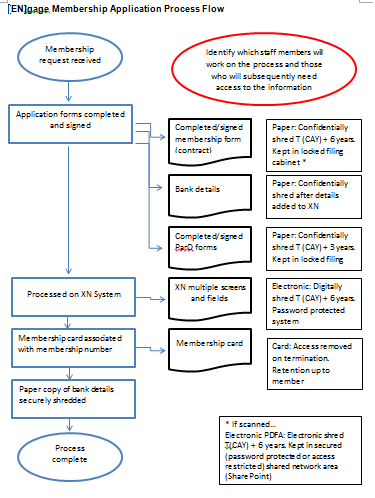 [EN]gage Membership Application Process Flow
Membership
request received
Identify which staff members will
work on the process and those
who will subsequently need
access to the information
Application forms completed
and signed
Completed/signed
membership form
(contract)
Paper: Confidentially
shred T (CAY) + 6 years.
Kept in locked filing
cabinet *
Bank details
Paper: Confidentially
shred after details
added to XN
Completed/signed
ParQ forms
Paper: Confidentially
shred T (CAY) + 3 years.
Kept in locked filing
Processed on XN System
XN multiple screens
and fields
Electronic: Digitally
shred T (CAY) + 6 years.
Password protected
system
Membership card associated
with membership number
Membership card
Card: Access removed
on termination.
Retention up to
member
Paper copy of bank details
securely shredded
Process
complete
* If scanned...
Electronic PDFA: Electronic shred
T(CAY) + 6 years. Kept in secured
(password protected or access
restricted) shared network area
(SharePoint)